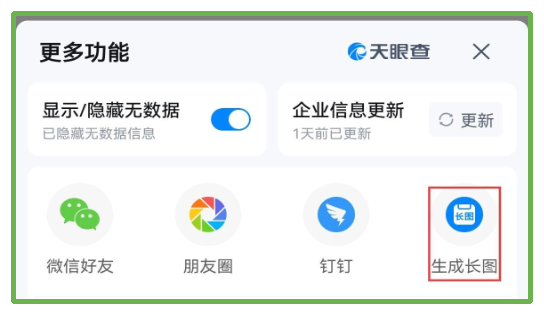 更多功能
天眼查
显示/隐藏无数据
已隐藏无数据信息
企业信息更新
1天前已更新
更新
长图
微信好友
朋友圈
钉钉
生成长图